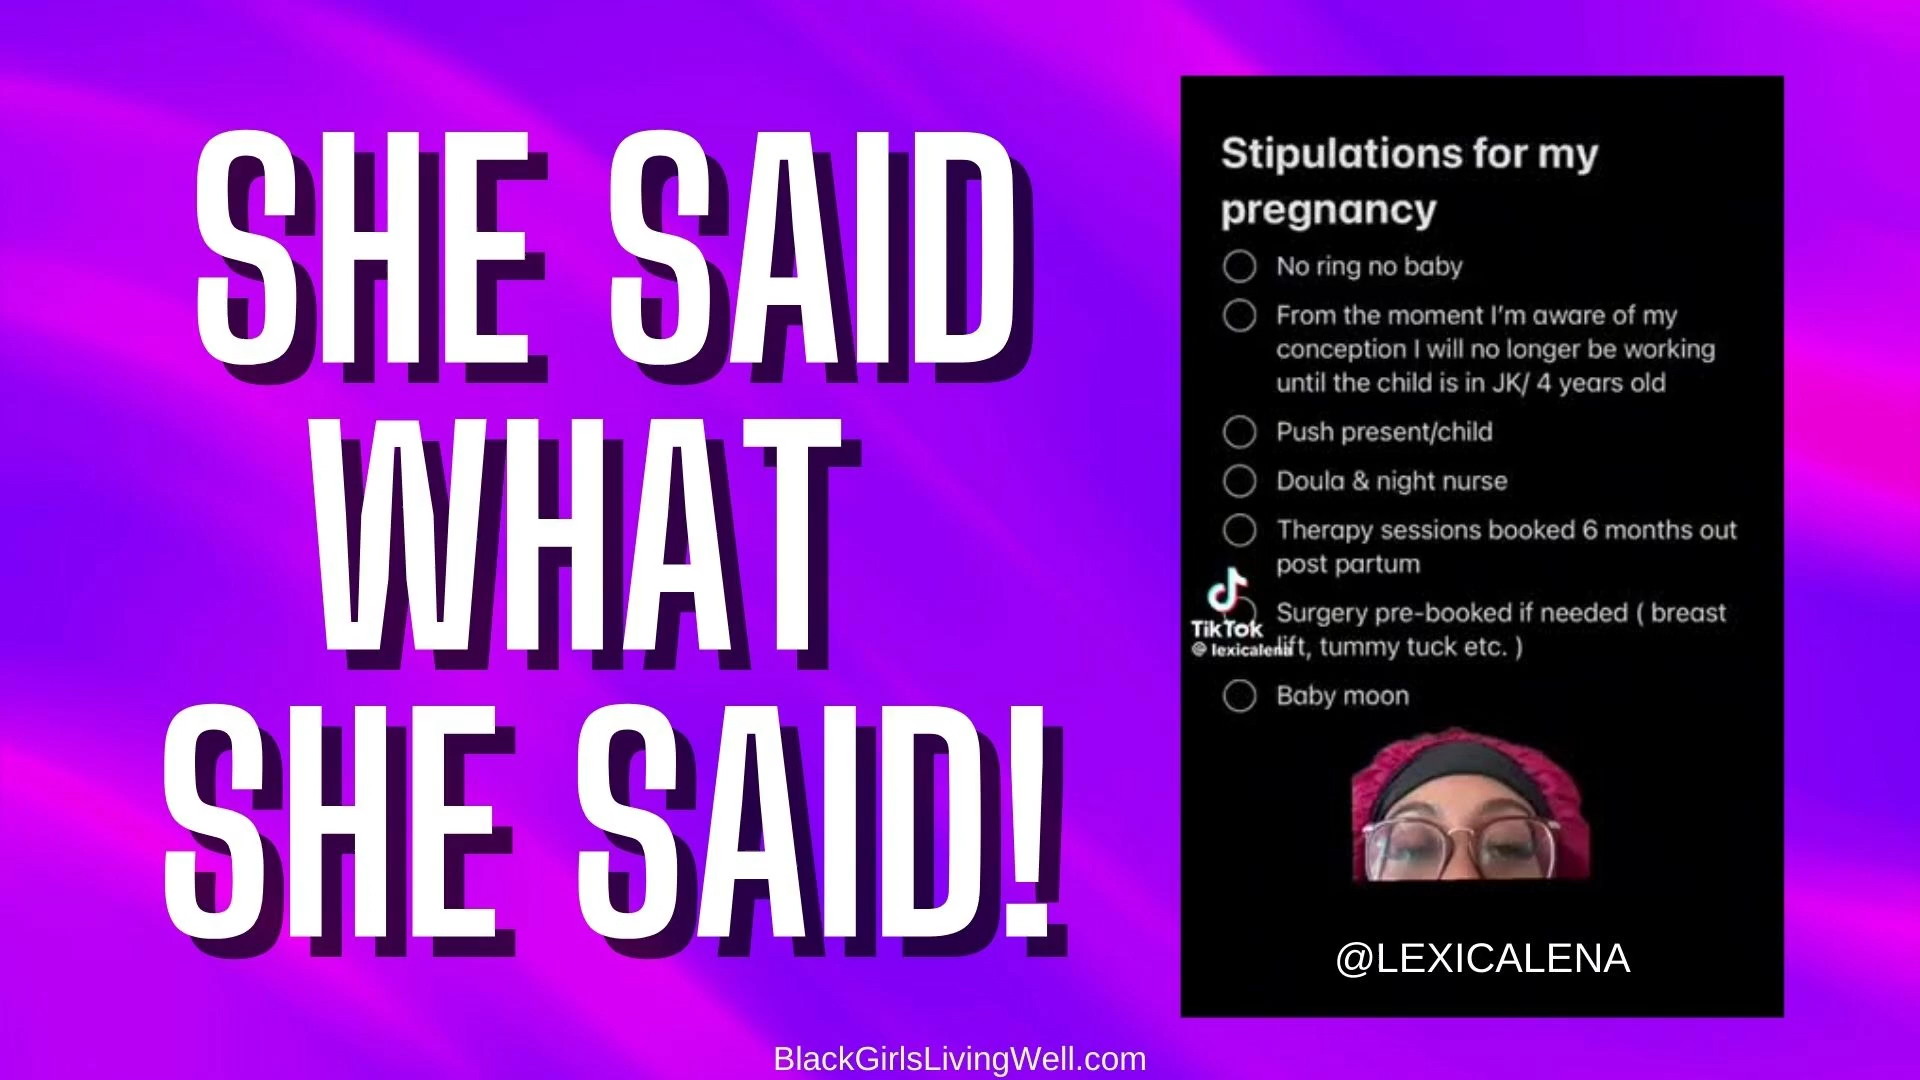 SHE SAID
WHAT
SHE SAID!
Stipulations for my
pregnancy
No ring no baby
From the moment I'm aware of my
conception I will no longer be working
until the child is in JK/ 4 years old
Push present/child
Doula & night nurse
Therapy sessions booked 6 months out
post partum
Surgery pre-booked if needed ( breast
lift, tummy tuck etc. )
Baby moon
TikTok
@ lexicalena
@LEXICALENA
BlackGirlsLivingWell.com